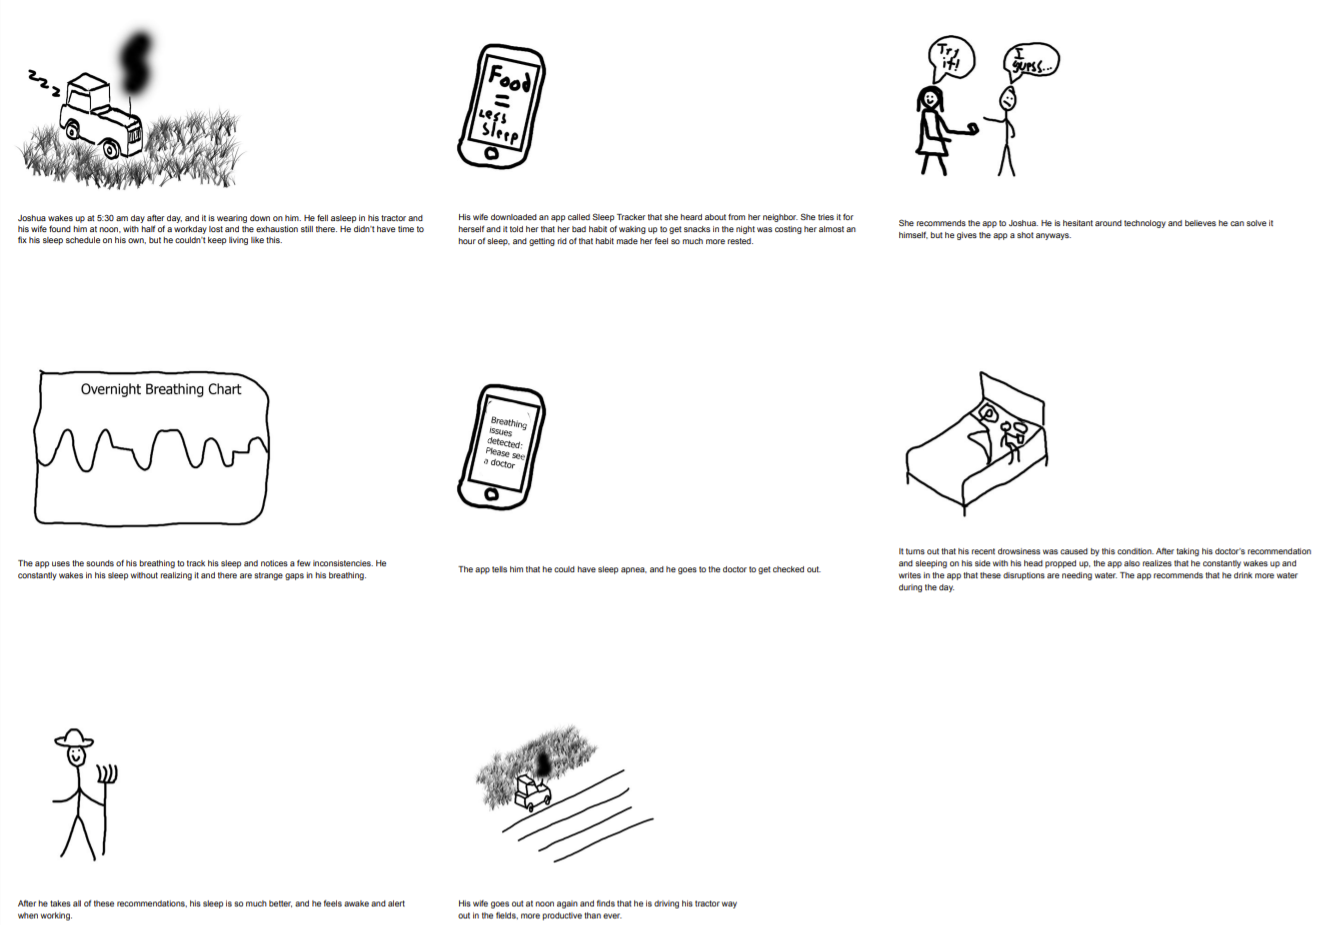 zzz
Joshua wakes up at 5:30 am day after day, and it is wearing down on him. He fell asleep in his tractor and
his wife found him at noon, with half of a workday lost and the exhaustion still there. He didn't have time to
fix his sleep schedule on his own, but he couldn't keep living like this.
Food
=
Less
Sleep
His wife downloaded an app called Sleep Tracker that she heard about from her neighbor. She tries it for
herself and it told her that her bad habit of waking up to get snacks in the night was costing her almost an
hour of sleep, and getting rid of that habit made her feel so much more rested.
Try
it!
I
guess...
She recommends the app to Joshua. He is hesitant around technology and believes he can solve it
himself, but he gives the app a shot anyways.
Overnight Breathing Chart
The app uses the sounds of his breathing to track his sleep and notices a few inconsistencies. He
constantly wakes in his sleep without realizing it and there are strange gaps in his breathing.
Breathing
issues
detected:
Please see
a doctor
The app tells him that he could have sleep apnea, and he goes to the doctor to get checked out.
It turns out that his recent drowsiness was caused by this condition. After taking his doctor's recommendation
and sleeping on his side with his head propped up, the app also realizes that he constantly wakes up and
writes in the app that these disruptions are needing water. The app recommends that he drink more water
during the day.
After he takes all of these recommendations, his sleep is so much better, and he feels awake and alert
when working.
His wife goes out at noon again and finds that he is driving his tractor way
out in the fields, more productive than ever.